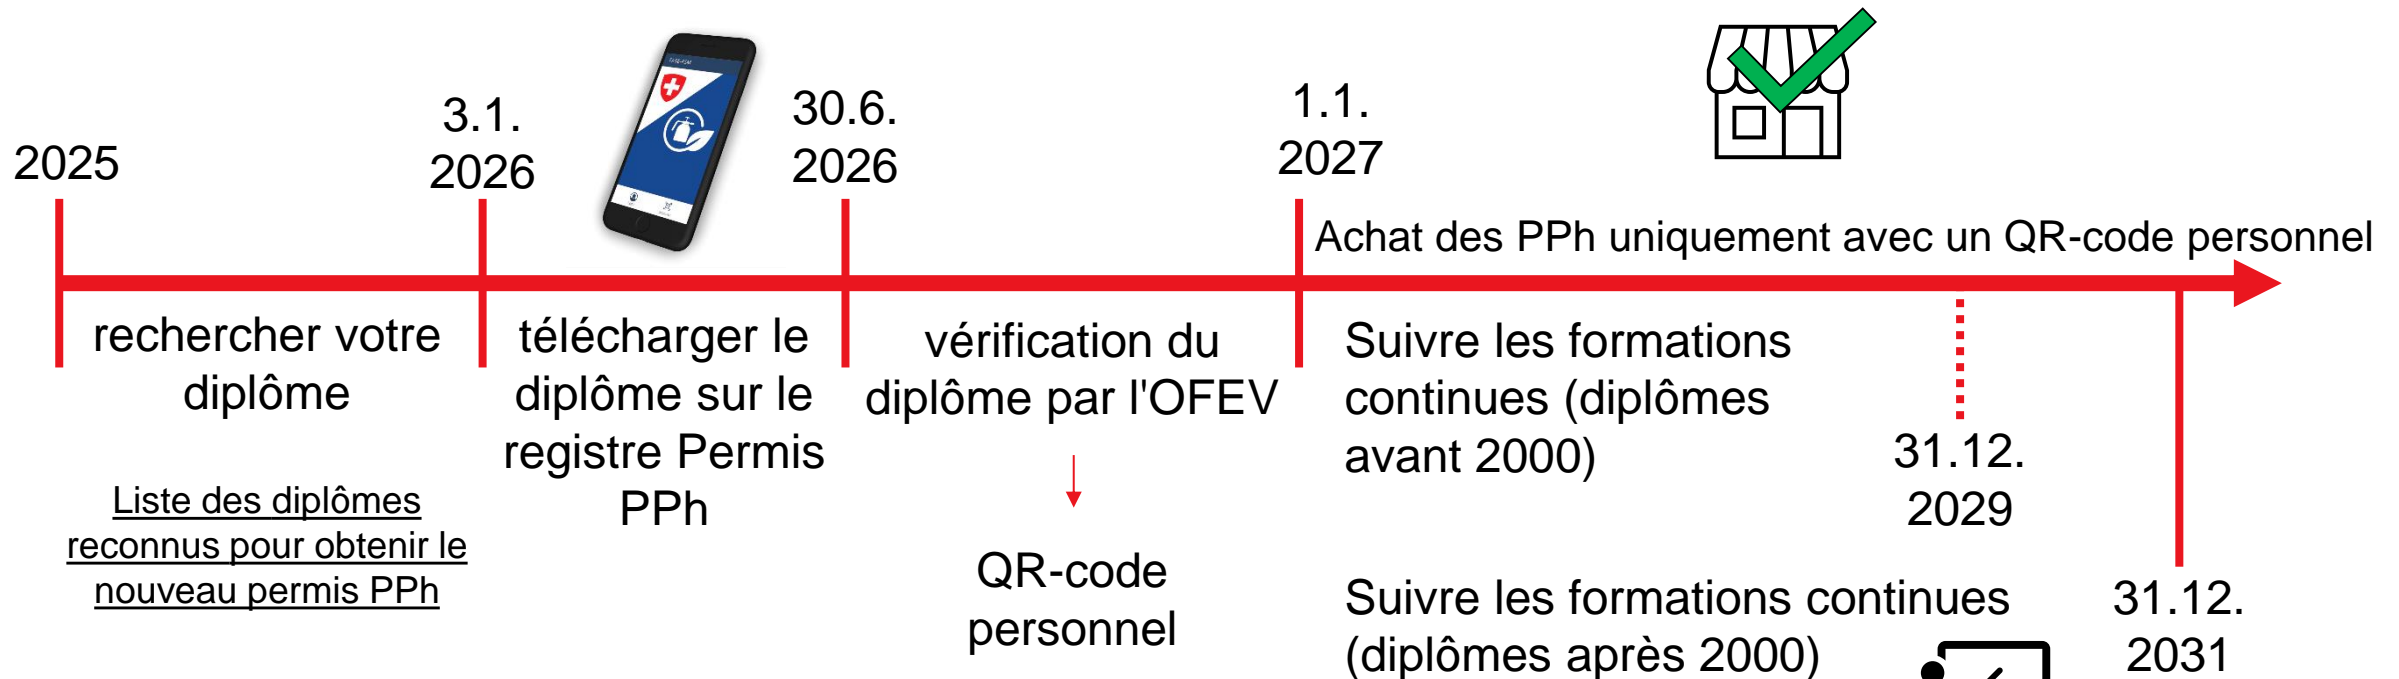 2025
3.1.
2026
30.6.
2026
1.1.
2027
Achat des PPh uniquement avec un QR-code personnel
rechercher votre
diplôme
Liste des diplômes
reconnus pour obtenir le
nouveau permis PPh
télécharger le
diplôme sur le
registre Permis
PPh
vérification du
diplôme par l'OFEV
QR-code
personnel
Suivre les formations
continues (diplômes
avant 2000)
31.12.
2029
Suivre les formations continues
(diplômes après 2000)
31.12.
2031